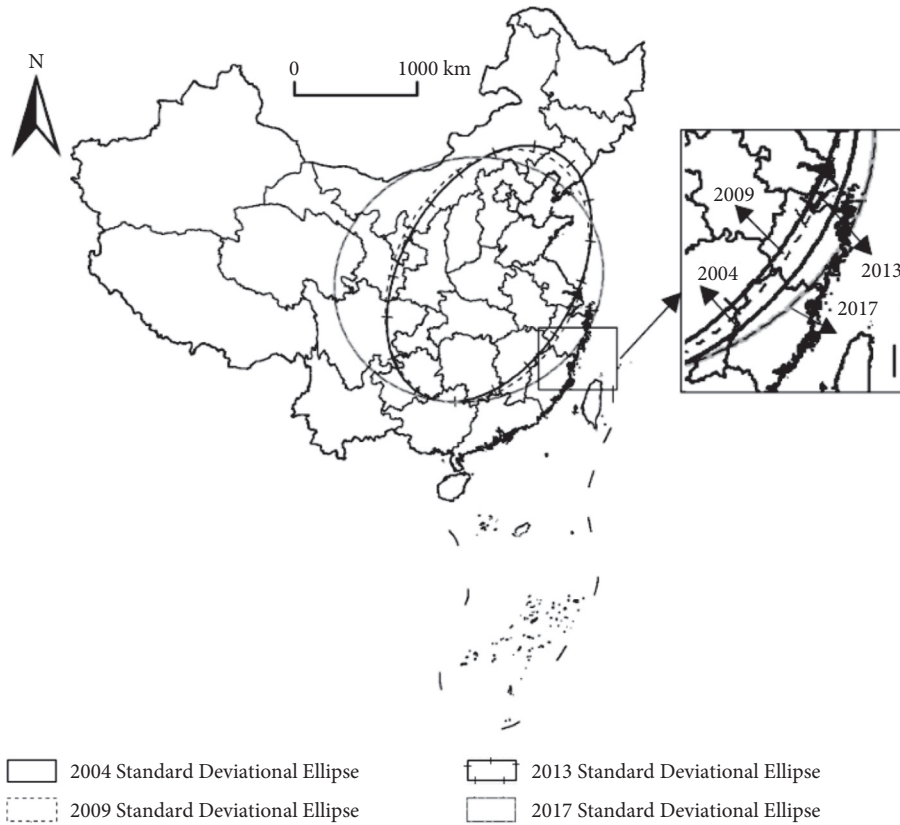 N
0 1000 km
2009
2004
2013
2017
2004 Standard Deviational Ellipse
2013 Standard Deviational Ellipse
2009 Standard Deviational Ellipse
2017 Standard Deviational Ellipse